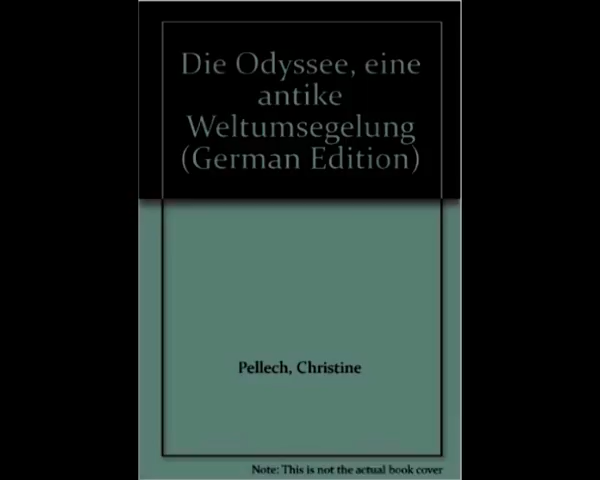 Die Odyssee, eine
antike
Weltumsegelung
(German Edition)
Pellech, Christine
Note: This is not the actual book cover